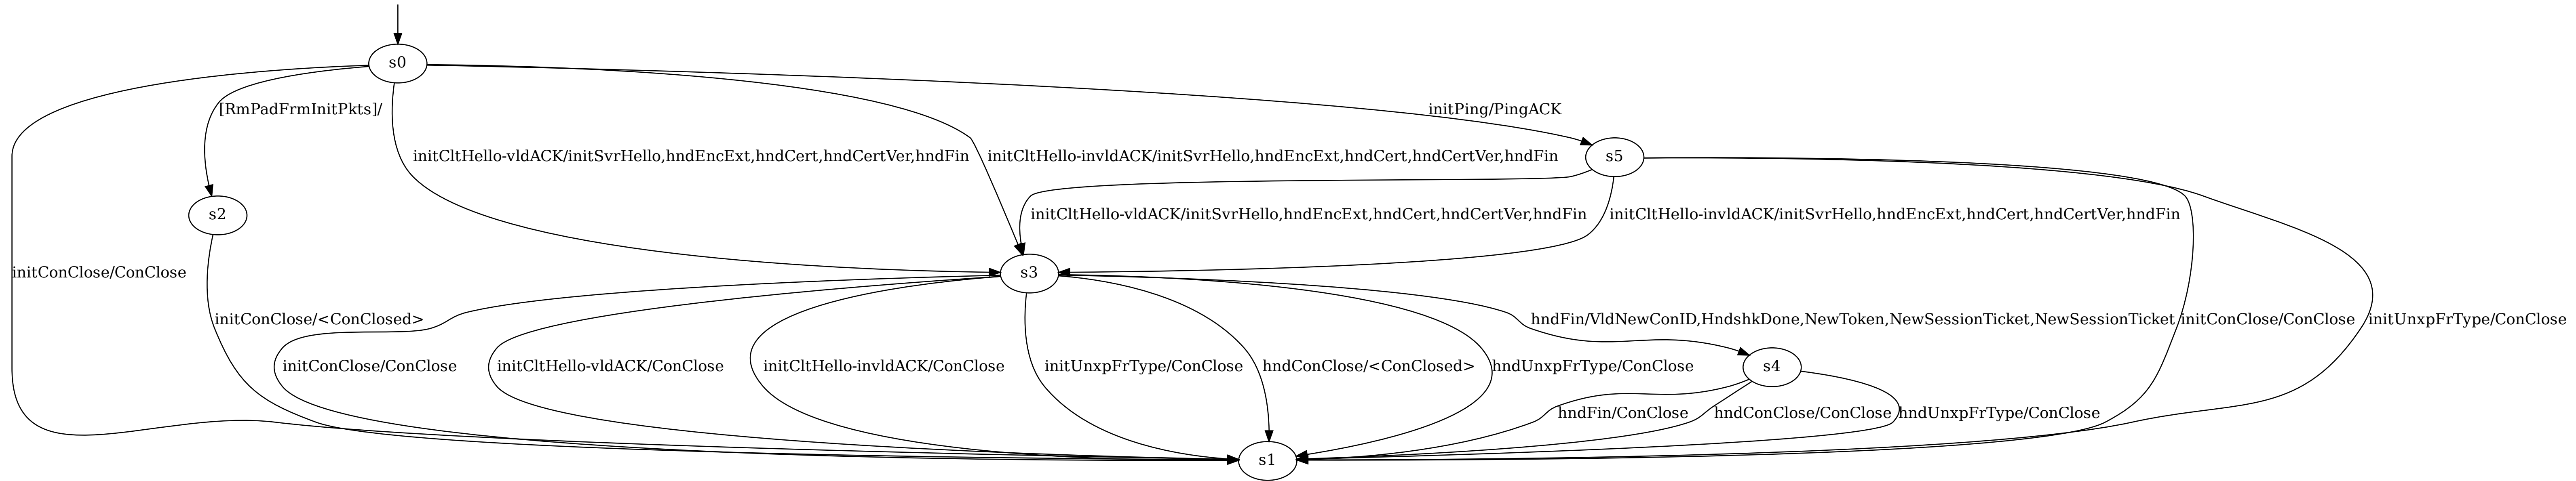 s0
[RmPadFrmInitPkts]/
initPing/PingACK
initCltHello-vldACK/initSvrHello,hndEncExt,hndCert,hndCertVer,hndFin
initCltHello-invldACK/initSvrHello,hndEncExt,hndCert,hndCertVer,hndFin
s5
s2
initCltHello-vldACK/initSvrHello,hndEncExt,hndCert,hndCertVer,hndFin
initCltHello-invldACK/initSvrHello,hndEncExt,hndCert,hndCertVer,hndFin
initConClose/ConClose
s3
initConClose/<ConClosed>
hndFin/VldNewConID,HndshkDone,NewToken,NewSessionTicket,NewSessionTicket
initConClose/ConClose
initUnxpFrType/ConClose
initConClose/ConClose
initCltHello-vldACK/ConClose
initCltHello-invldACK/ConClose
initUnxpFrType/ConClose
hndConClose/<ConClosed>
hndUnxpFrType/ConClose
s4
hndFin/ConClose
hndConClose/ConClose
hndUnxpFrType/ConClose
s1